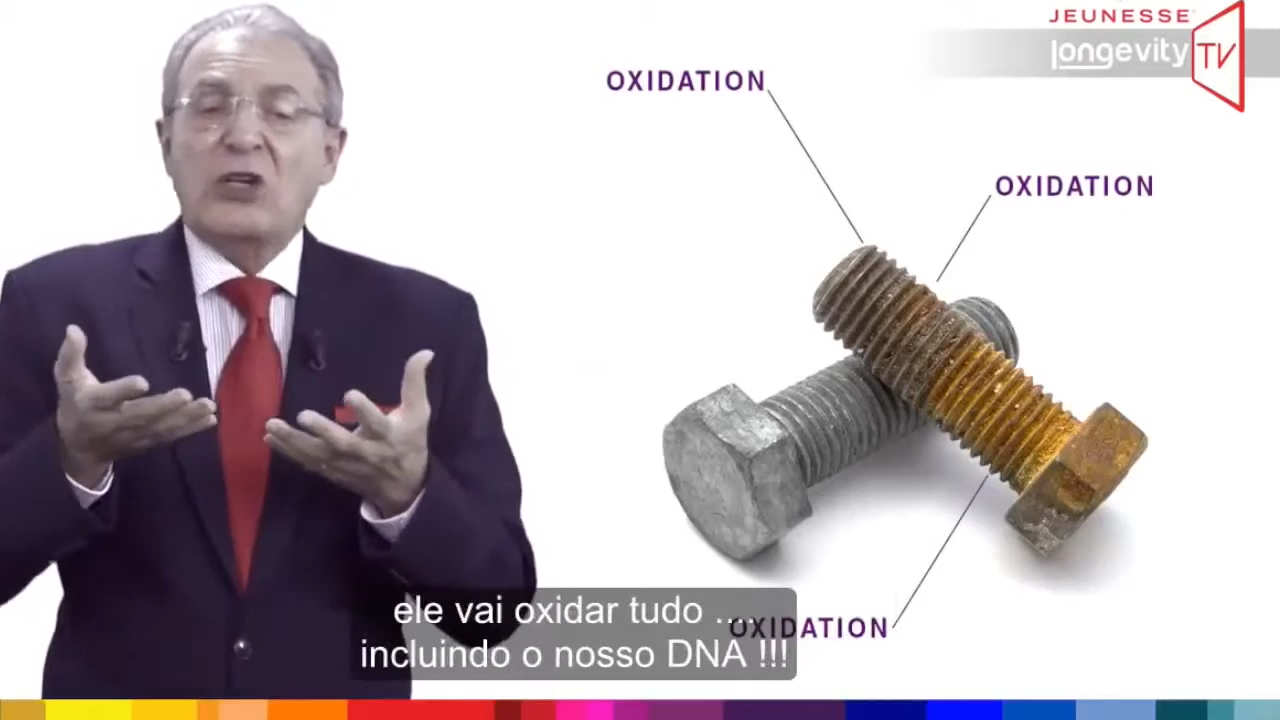 JEUNESSE
longevity TV
OXIDATION
OXIDATION
OXIDATION
ele vai oxidar tudo ....
incluindo o nosso DNA !!!